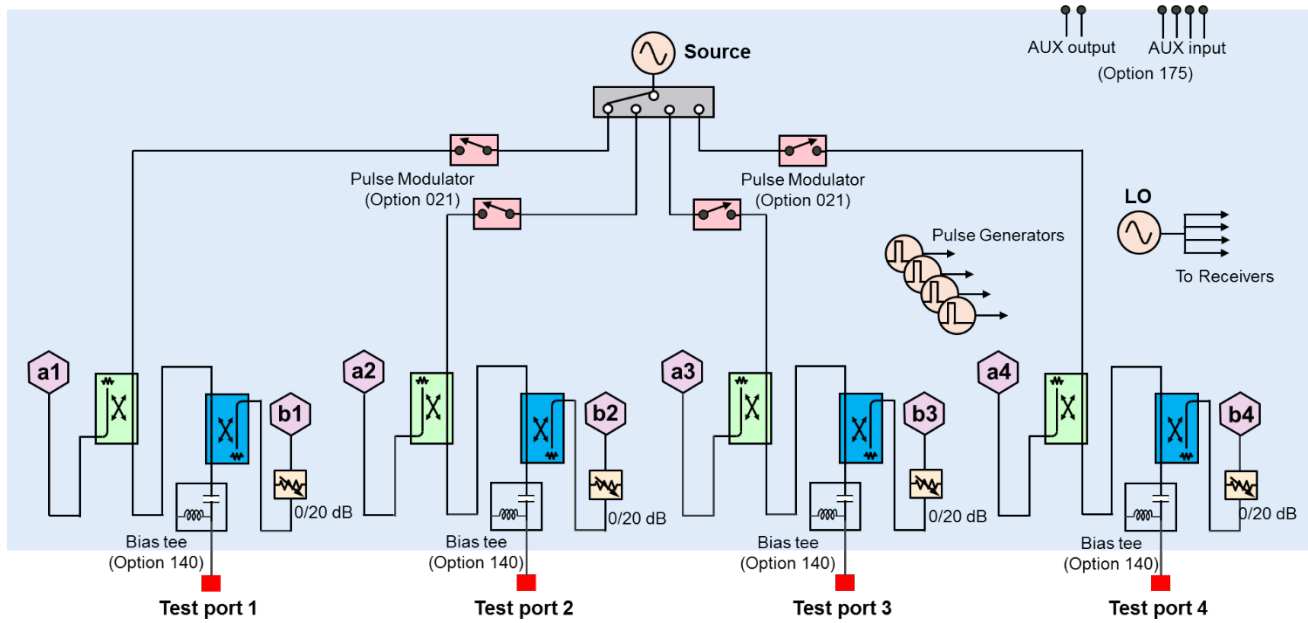 AUX output
AUX input
(Option 175)
Source
Pulse Modulator
(Option 021)
Pulse Modulator
(Option 021)
LO
Pulse Generators
To Receivers
a1
b1
a2
b2
a3
b3
a4
b4
0/20 dB
0/20 dB
0/20 dB
0/20 dB
Bias tee
(Option 140)
Bias tee
(Option 140)
Bias tee
(Option 140)
Bias tee
(Option 140)
Test port 1
Test port 2
Test port 3
Test port 4